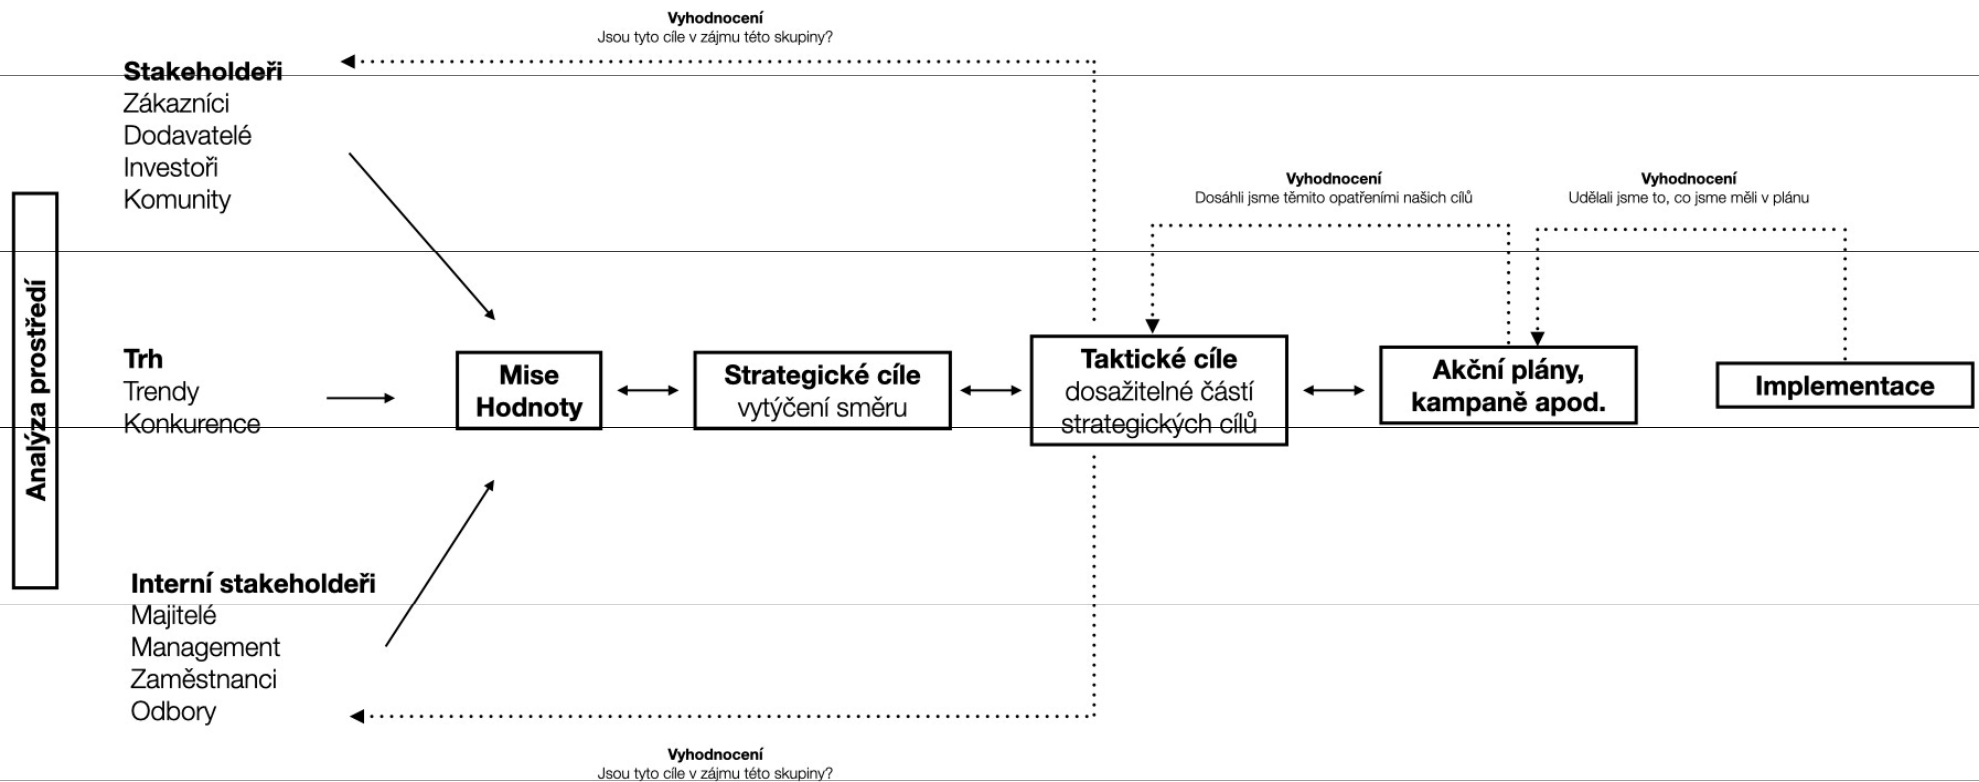 Vyhodnocení
Jsou tyto cíle v zájmu této skupiny?
Stakeholdeři
Zákazníci
Dodavatelé
Investoři
Komunity
Vyhodnocení
Dosáhli jsme těmito opatřeními našich cílů
Vyhodnocení
Udělali jsme to, co jsme měli v plánu
Analýza prostředí
Trh
Trendy
Konkurence
Mise
Hodnoty
Strategické cíle
vytýčení směru
Taktické cíle
dosažitelné částí
strategických cílů
Akční plány,
kampaně apod.
Implementace
Interní stakeholdeři
Majitelé
Management
Zaměstnanci
Odbory
Vyhodnocení
Jsou tyto cíle v zájmu této skupiny?